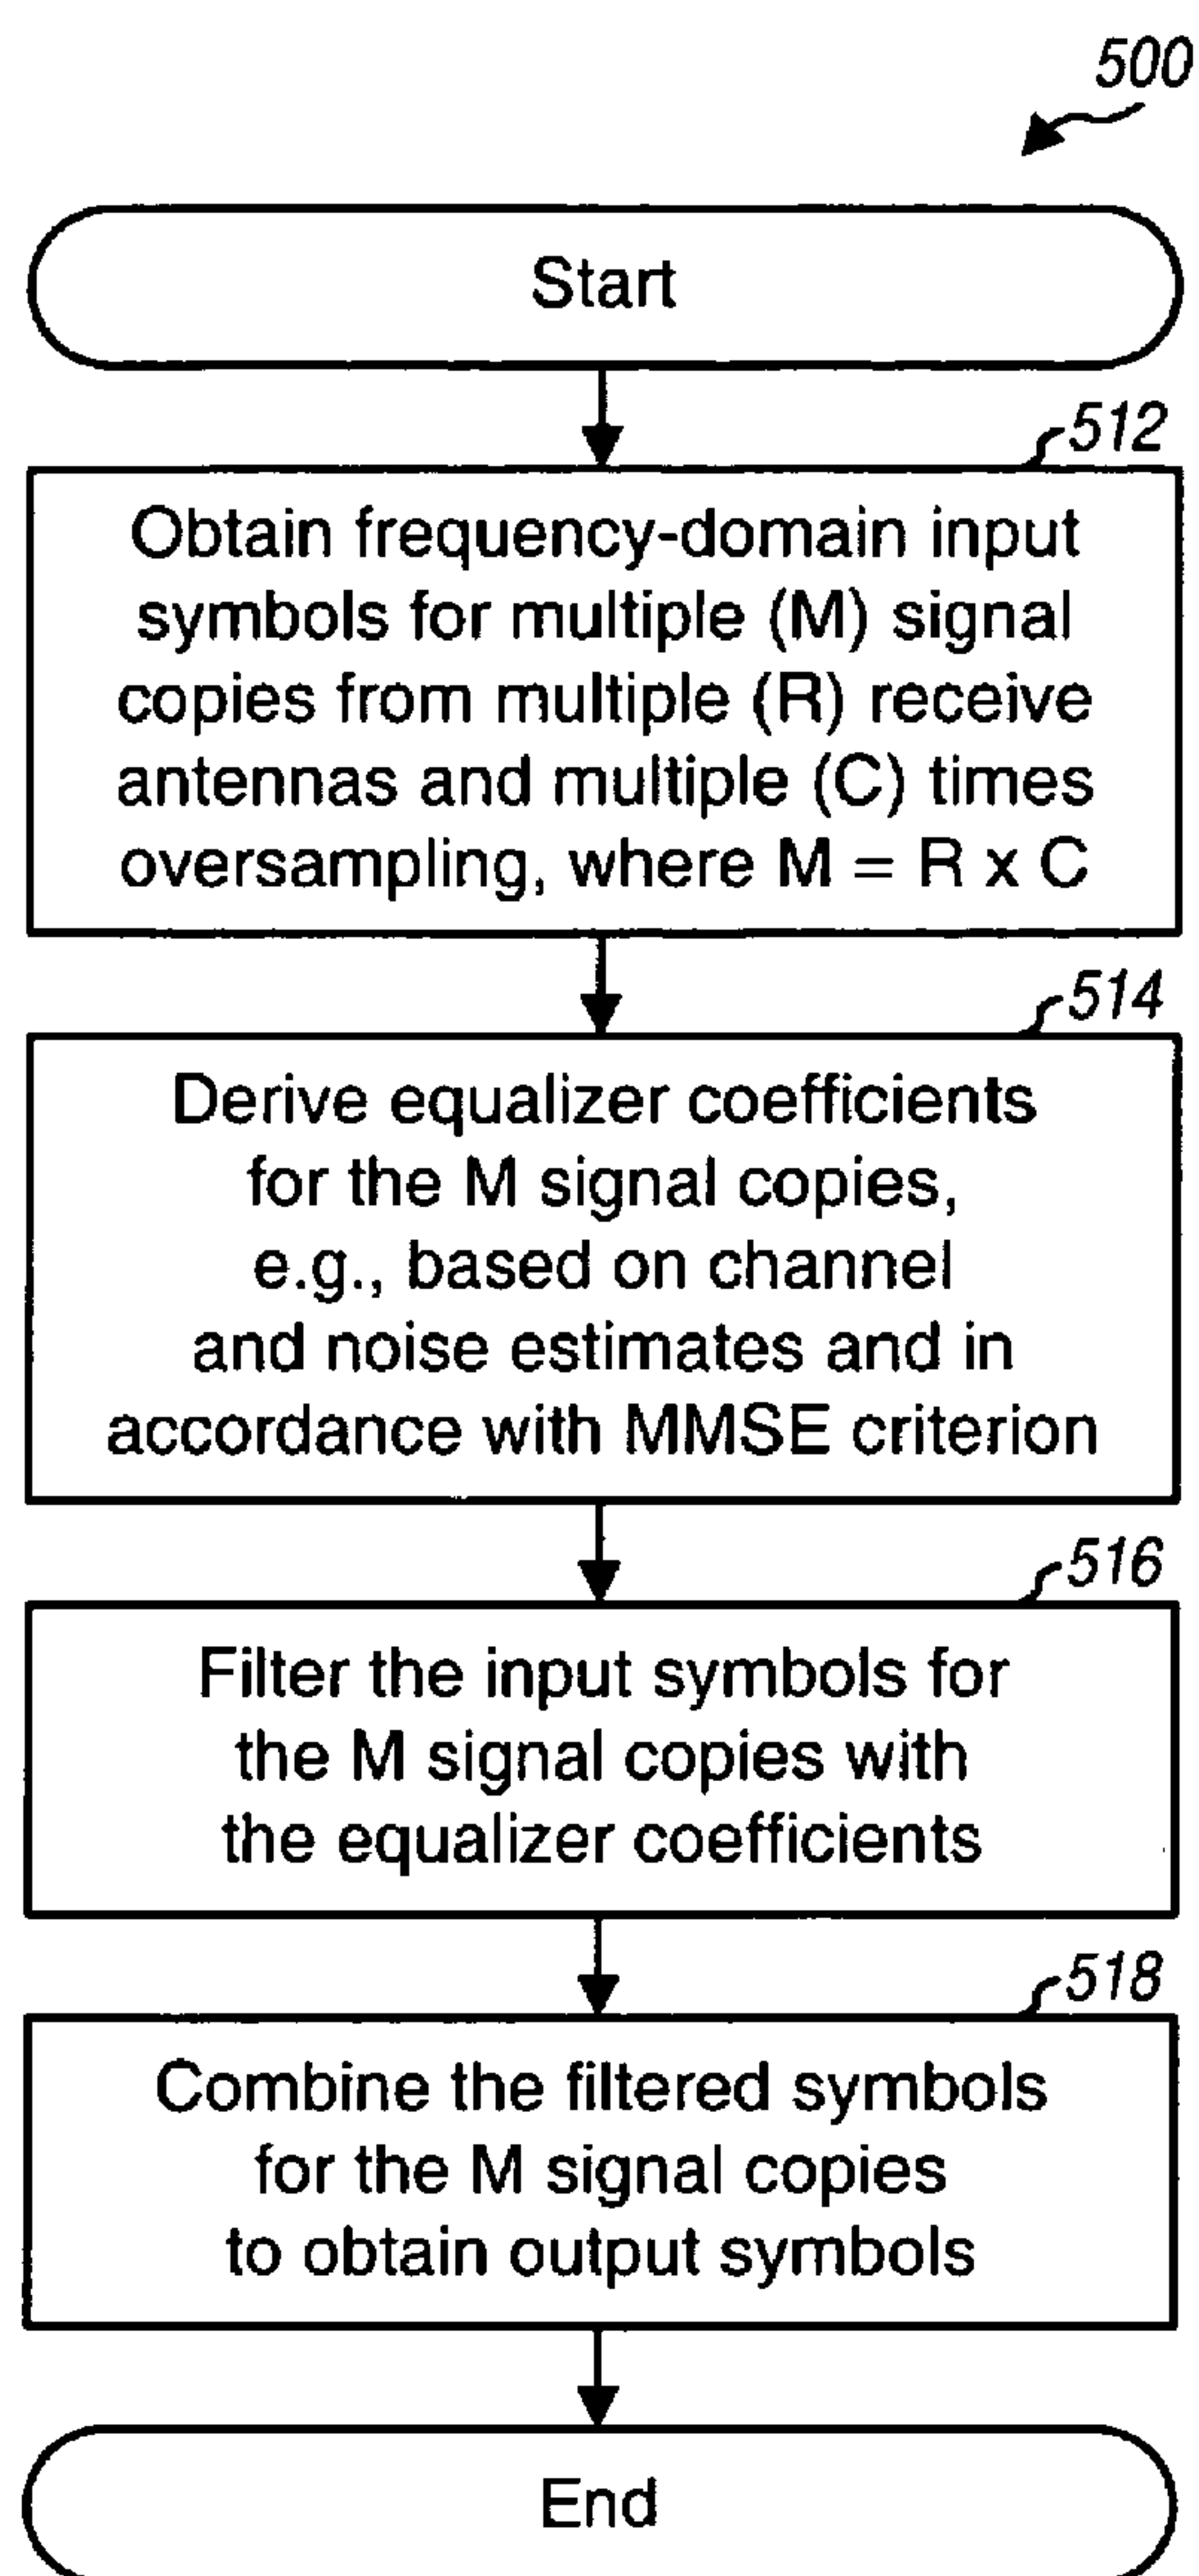 500
Start
512
Obtain frequency-domain input
symbols for multiple (M) signal
copies from multiple (R) receive
antennas and multiple (C) times
oversampling, where M = R x C
514
Derive equalizer coefficients
for the M signal copies,
e.g., based on channel
and noise estimates and in
accordance with MMSE criterion
516
Filter the input symbols for
the M signal copies with
the equalizer coefficients
518
Combine the filtered symbols
for the M signal copies
to obtain output symbols
End